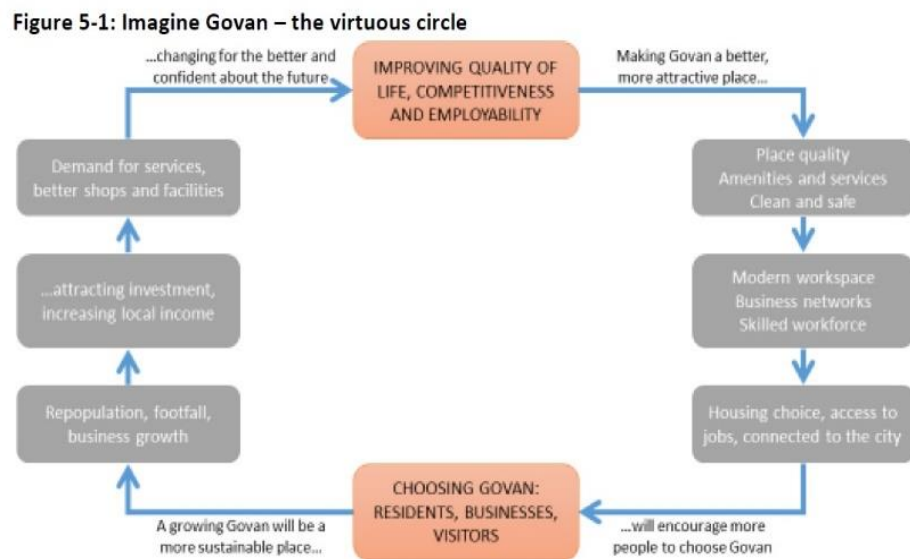 Figure 5-1: Imagine Govan – the virtuous circle
...changing for the better and
confident about the future
IMPROVING QUALITY OF
LIFE, COMPETITIVENESS
AND EMPLOYABILITY
Making Govan a better,
more attractive place...
Place quality
Amenities and services
Clean and safe
Modern workspace
Business networks
Skilled workforce
Housing choice, access to
jobs, connected to the city
...will encourage more
people to choose Govan
CHOOSING GOVAN:
RESIDENTS, BUSINESSES,
VISITORS
A growing Govan will be a
more sustainable place...
Repopulation, footfall,
business growth
...attracting investment,
increasing local income
Demand for services,
better shops and facilities